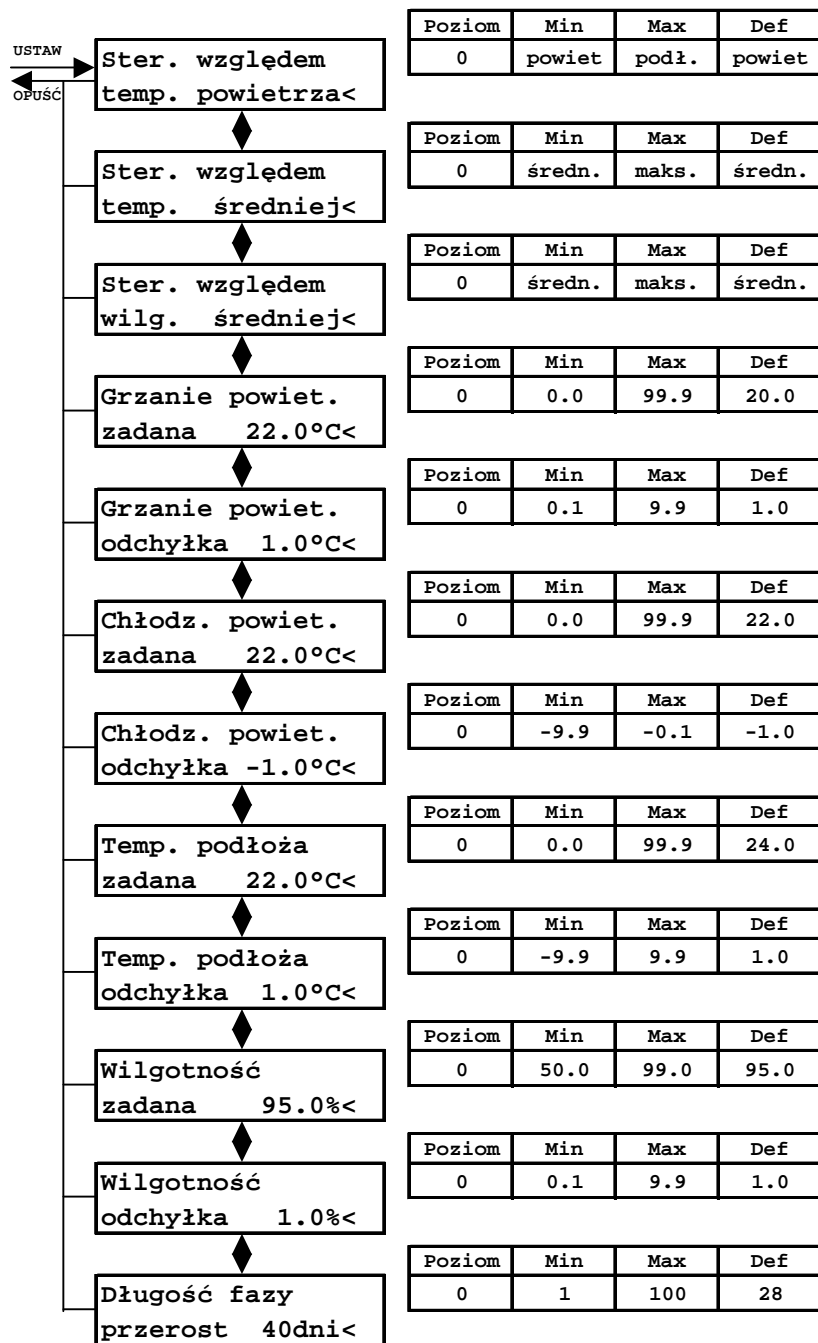 Poziom Min Max Def
USTAW
0 powiet podł. powiet
Ster. względem
temp. powietrza<
OPUŚĆ
Poziom Min Max Def
0 średn. maks. średn.
Ster. względem
temp. średniej<
Poziom Min Max Def
0 średn. maks. średn.
Ster. względem
wilg. średniej<
Poziom Min Max Def
0 0.0 99.9 20.0
Grzanie powiet.
zadana 22.0°C<
Poziom Min Max Def
0 0.1 9.9 1.0
Grzanie powiet.
odchyłka 1.0°C<
Poziom Min Max Def
0 0.0 99.9 22.0
Chłodz. powiet.
zadana 22.0°C<
Poziom Min Max Def
0 -9.9 -0.1 -1.0
Chłodz. powiet.
odchyłka -1.0°C<
Poziom Min Max Def
0 0.0 99.9 24.0
Temp. podłoża
zadana 22.0°C<
Poziom Min Max Def
0 -9.9 9.9 1.0
Temp. podłoża
odchyłka 1.0°C<
Poziom Min Max Def
0 50.0 99.0 95.0
Wilgotność
zadana 95.0%<
Poziom Min Max Def
0 0.1 9.9 1.0
Wilgotność
odchyłka 1.0%<
Poziom Min Max Def
0 1 100 28
Długość fazy
przerost 40dni<